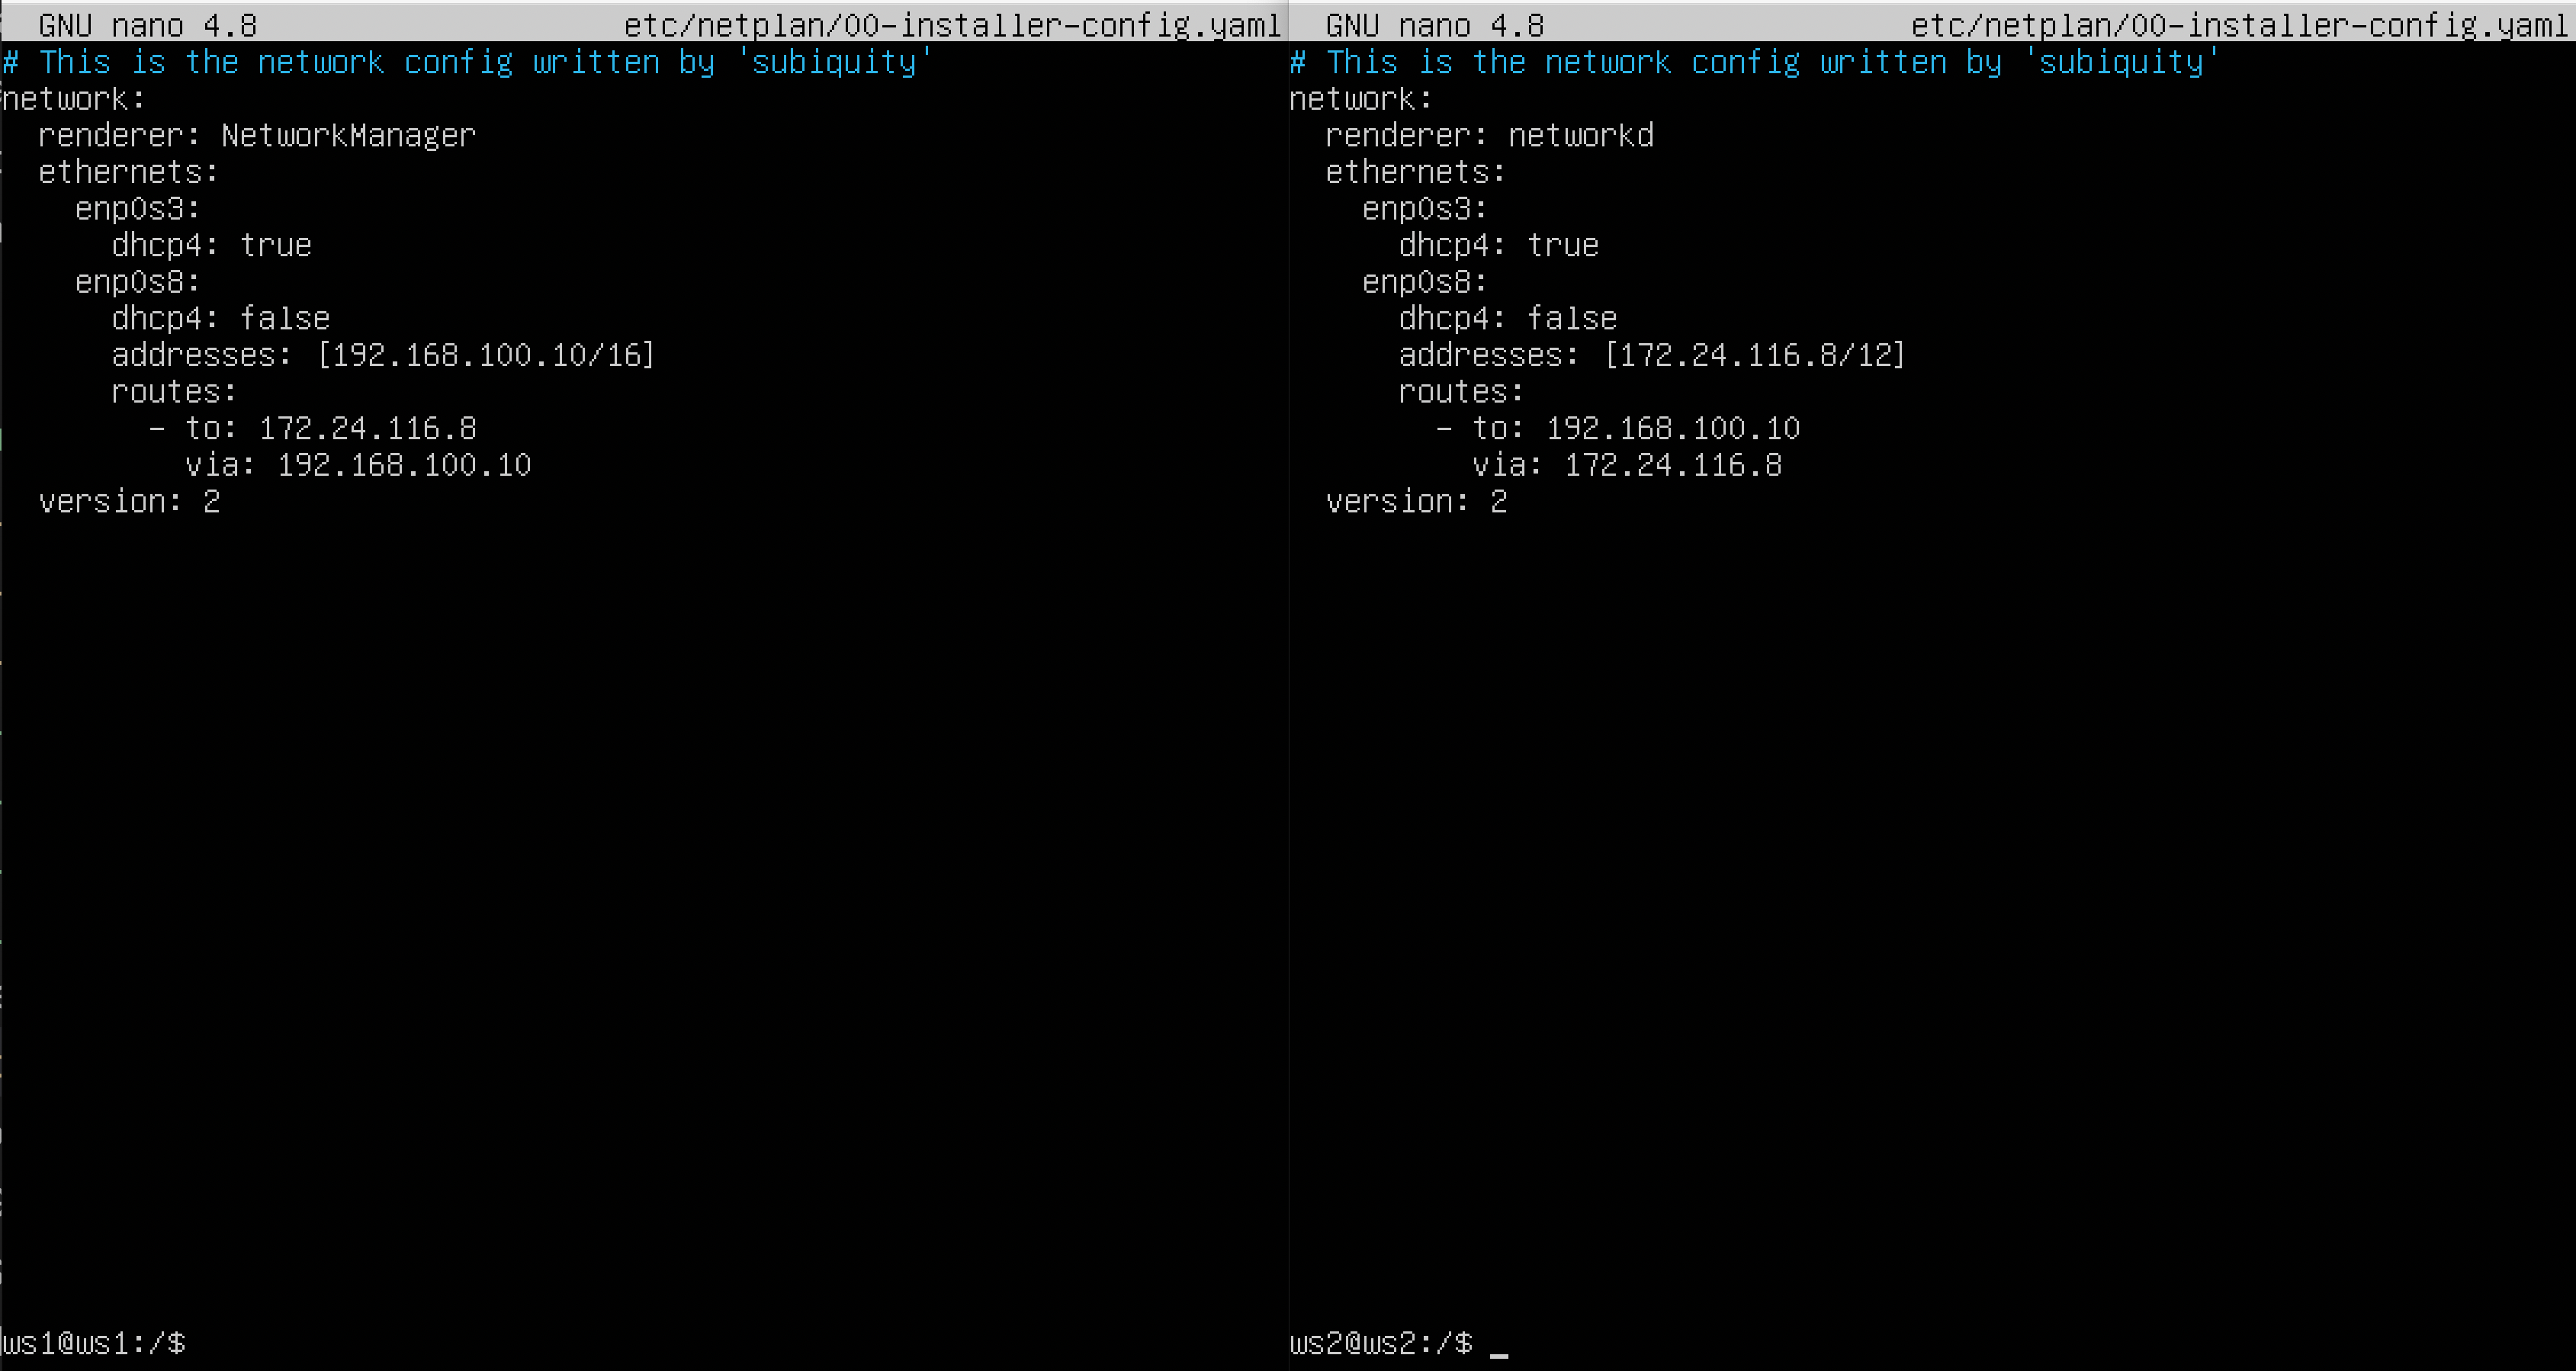 GNU nano 4.8 etc/netplan/00-installer-config.yaml
# This is the network config written by 'subiquity'
network:
  renderer: NetworkManager
  ethernets:
    enp0s3:
      dhcp4: true
    enp0s8:
      dhcp4: false
      addresses: [192.168.100.10/16]
      routes:
        - to: 172.24.116.8
          via: 192.168.100.10
  version: 2
ws1@ws1:/$
GNU nano 4.8 etc/netplan/00-installer-config.yaml
# This is the network config written by 'subiquity'
network:
  renderer: networkd
  ethernets:
    enp0s3:
      dhcp4: true
    enp0s8:
      dhcp4: false
      addresses: [172.24.116.8/12]
      routes:
        - to: 192.168.100.10
          via: 172.24.116.8
  version: 2
ws2@ws2:/$ _